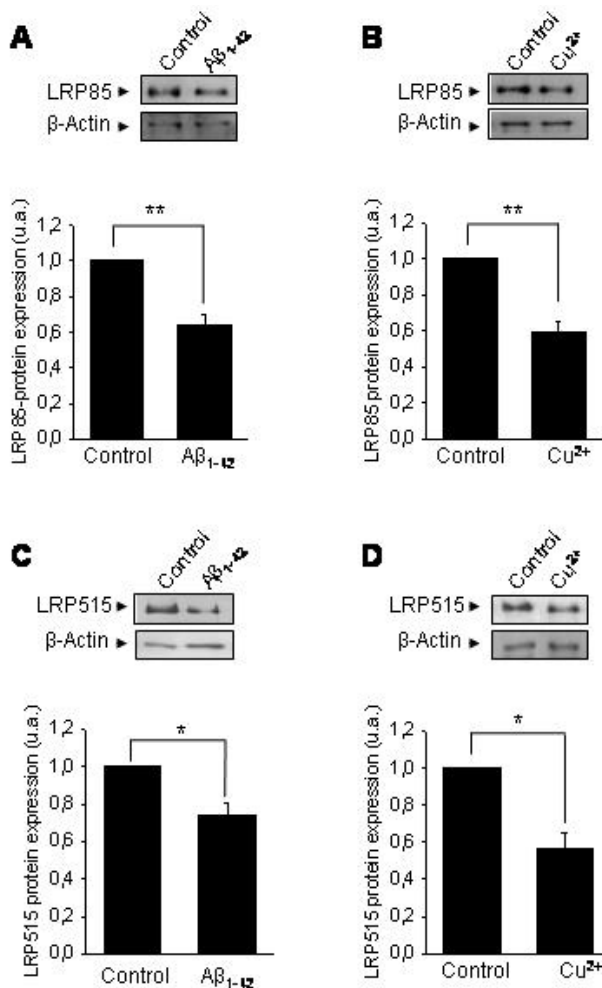 A
Control
Aβ1-42
LRP85
β-Actin
**
LRP85-protein expression (u.a.)
1,2
1,0
0,8
0,6
0,4
0,2
0,0
Control
Aβ1-42
B
Control
Cu2+
LRP85
β-Actin
**
LRP85 protein expression (u.a.)
1,2
1,0
0,8
0,6
0,4
0,2
0,0
Control
Cu2+
C
Control
Aβ1-42
LRP515
β-Actin
*
LRP515 protein expression (u.a.)
1,2
1,0
0,8
0,6
0,4
0,2
0,0
Control
Aβ1-42
D
Control
Cu2+
LRP515
β-Actin
*
LRP515 protein expression (u.a.)
1,2
1,0
0,8
0,6
0,4
0,2
0,0
Control
Cu2+